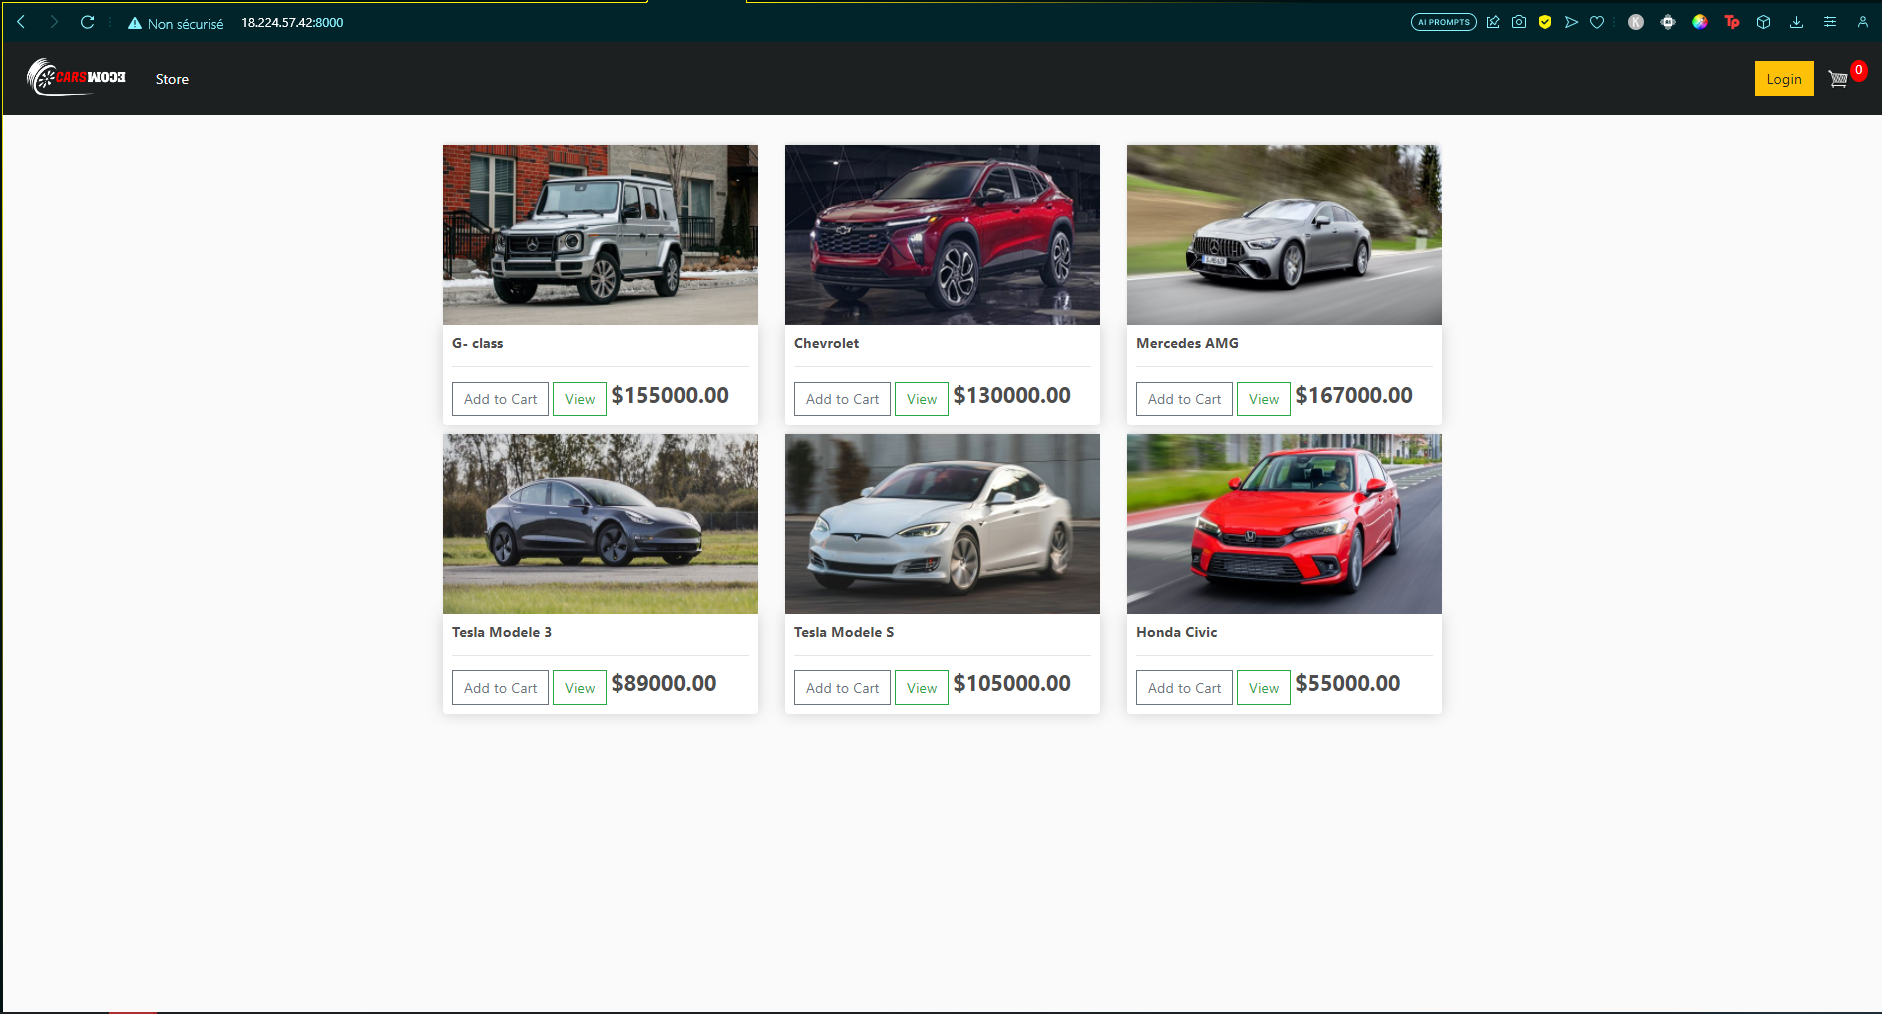 Non sécurisé 18.224.57.42:8000 AI PROMPTS K Tp
CARSECOM Store Login 0
G- class Chevrolet Mercedes AMG
Add to Cart View $155000.00 Add to Cart View $130000.00 Add to Cart View $167000.00
Tesla Modele 3 Tesla Modele S Honda Civic
Add to Cart View $89000.00 Add to Cart View $105000.00 Add to Cart View $55000.00